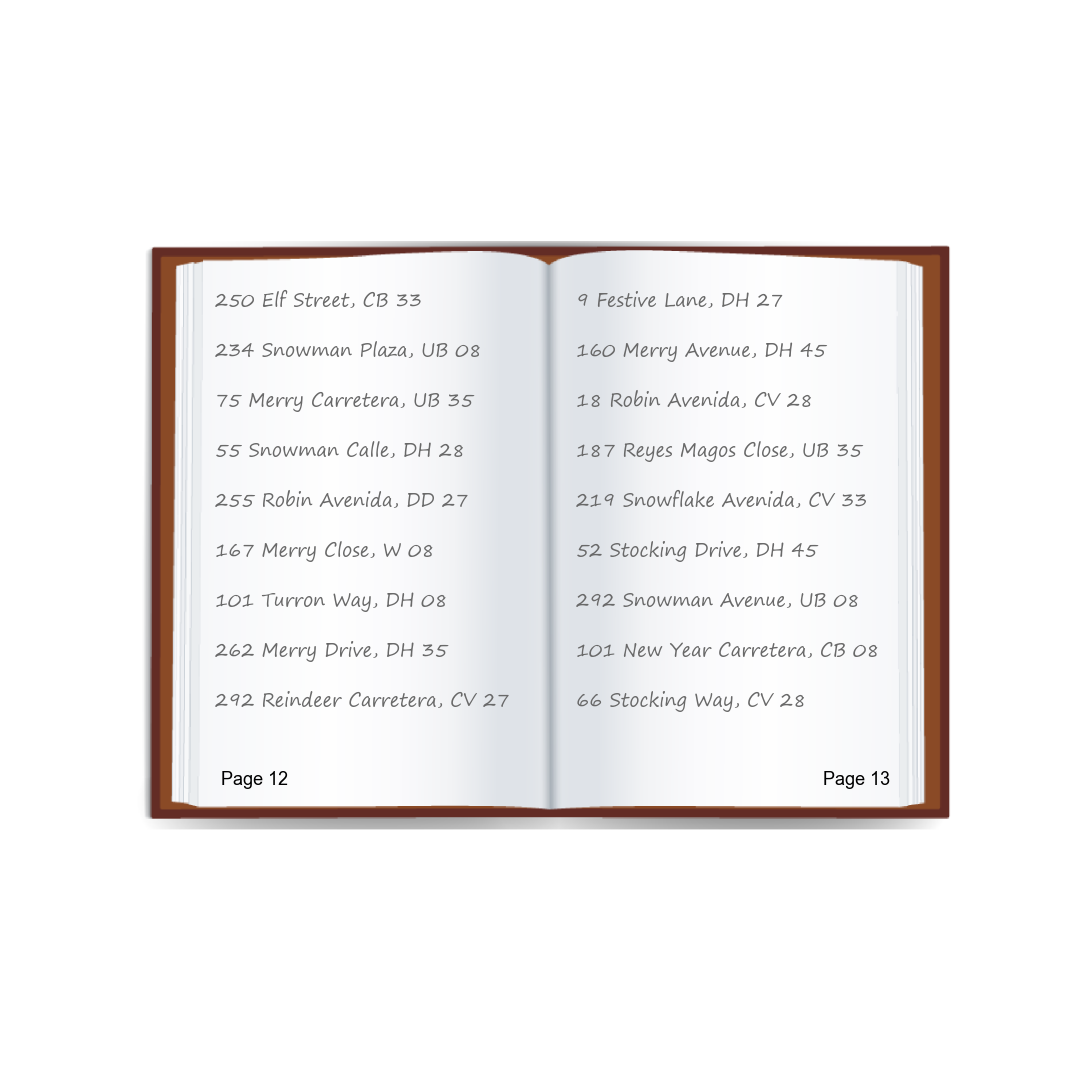 250 Elf Street, CB 33
234 Snowman Plaza, UB 08
75 Merry Carretera, UB 35
55 Snowman Calle, DH 28
255 Robin Avenida, DD 27
167 Merry Close, W 08
101 Turron Way, DH 08
262 Merry Drive, DH 35
292 Reindeer Carretera, CV 27
Page 12
9 Festive Lane, DH 27
160 Merry Avenue, DH 45
18 Robin Avenida, CV 28
187 Reyes Magos Close, UB 35
219 Snowflake Avenida, CV 33
52 Stocking Drive, DH 45
292 Snowman Avenue, UB 08
101 New Year Carretera, CB 08
66 Stocking Way, CV 28
Page 13